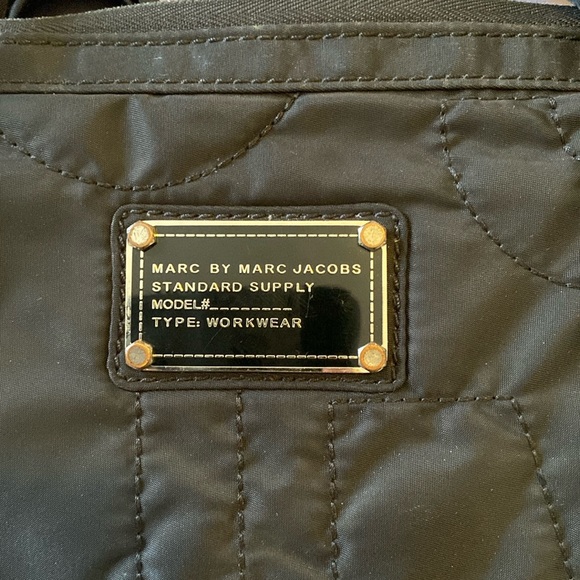 MARC BY MARC JACOBS
STANDARD SUPPLY
MODEL#________
TYPE: WORKWEAR